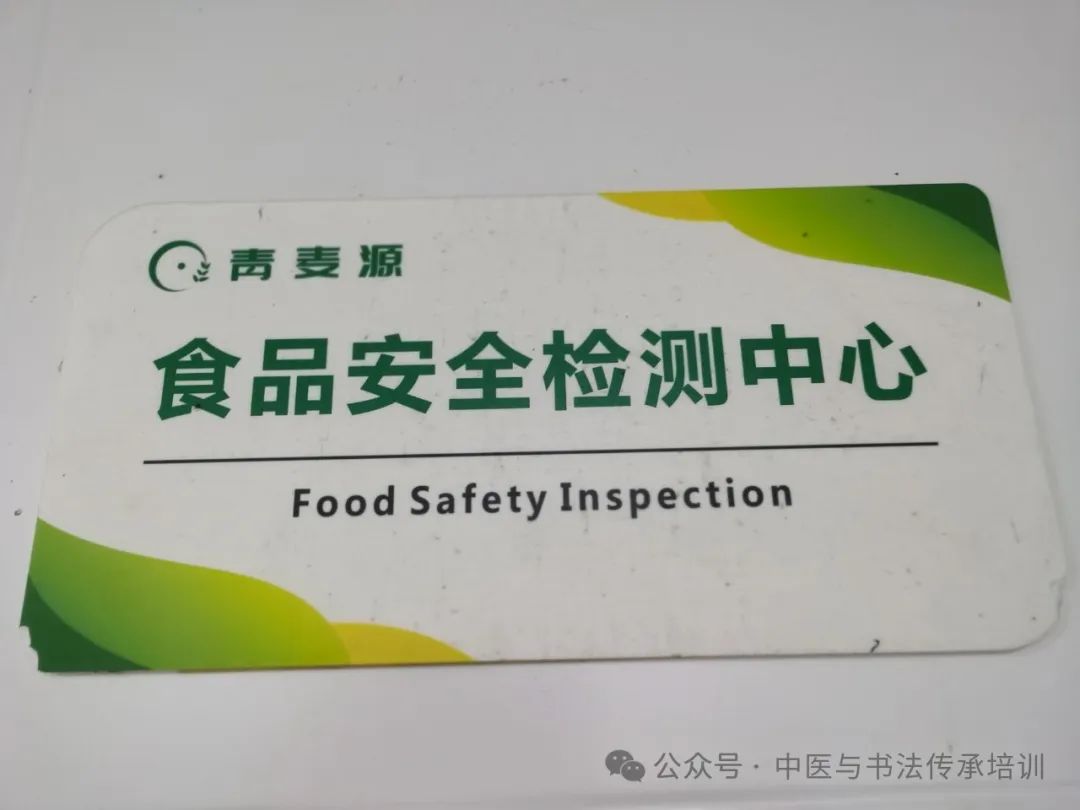 青麦源
食品安全检测中心
Food Safety Inspection
公众号·中医与书法传承培训